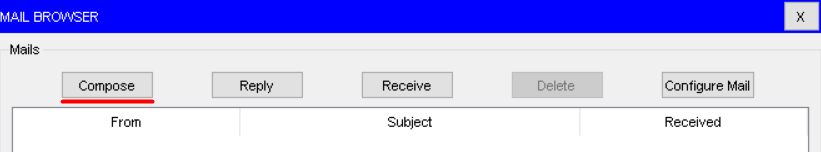 MAIL BROWSER X
Mails
Compose Reply Receive Delete Configure Mail
From Subject Received